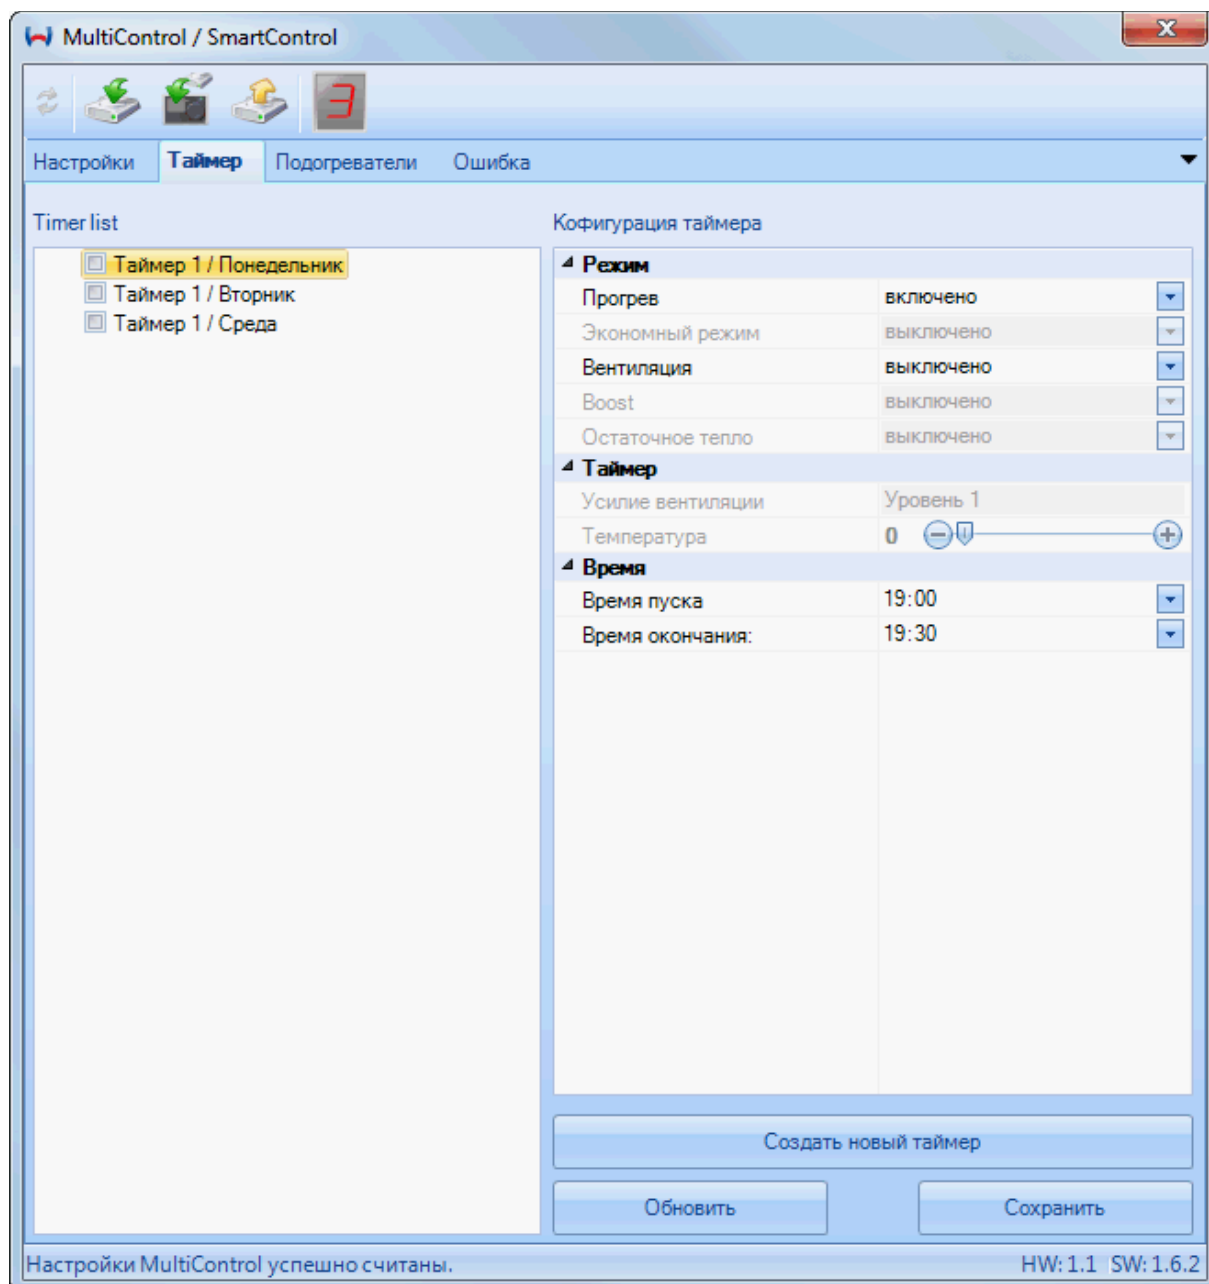 MultiControl / SmartControl
Настройки Таймер Подогреватели Ошибка
Timer list
Таймер 1 / Понедельник
Таймер 1 / Вторник
Таймер 1 / Среда
Кофигурация таймера
Режим
Прогрев включено
Экономный режим выключено
Вентиляция выключено
Boost выключено
Остаточное тепло выключено
Таймер
Усилие вентиляции Уровень 1
Температура 0
Время
Время пуска 19:00
Время окончания: 19:30
Создать новый таймер
Обновить Сохранить
Настройки MultiControl успешно считаны. HW: 1.1 SW: 1.6.2